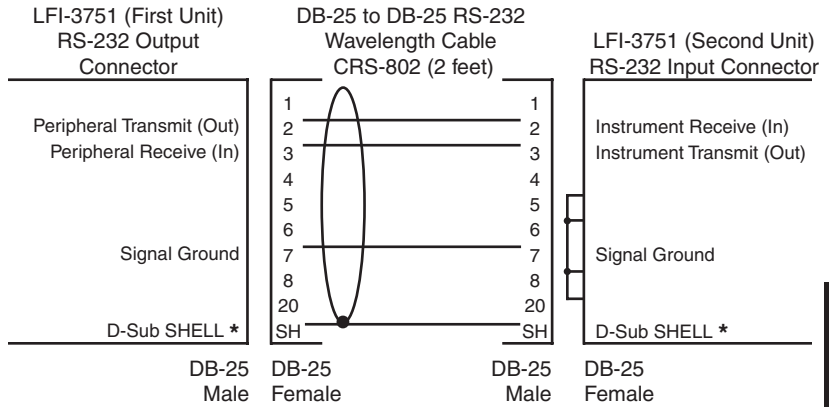 LFI-3751 (First Unit)
RS-232 Output
Connector
DB-25 to DB-25 RS-232
Wavelength Cable
CRS-802 (2 feet)
LFI-3751 (Second Unit)
RS-232 Input Connector
Peripheral Transmit (Out)
Peripheral Receive (In)
Signal Ground
D-Sub SHELL *
1
2
3
4
5
6
7
8
20
SH
1
2
3
4
5
6
7
8
20
SH
Instrument Receive (In)
Instrument Transmit (Out)
Signal Ground
D-Sub SHELL *
DB-25
Male
DB-25
Female
DB-25
Male
DB-25
Female